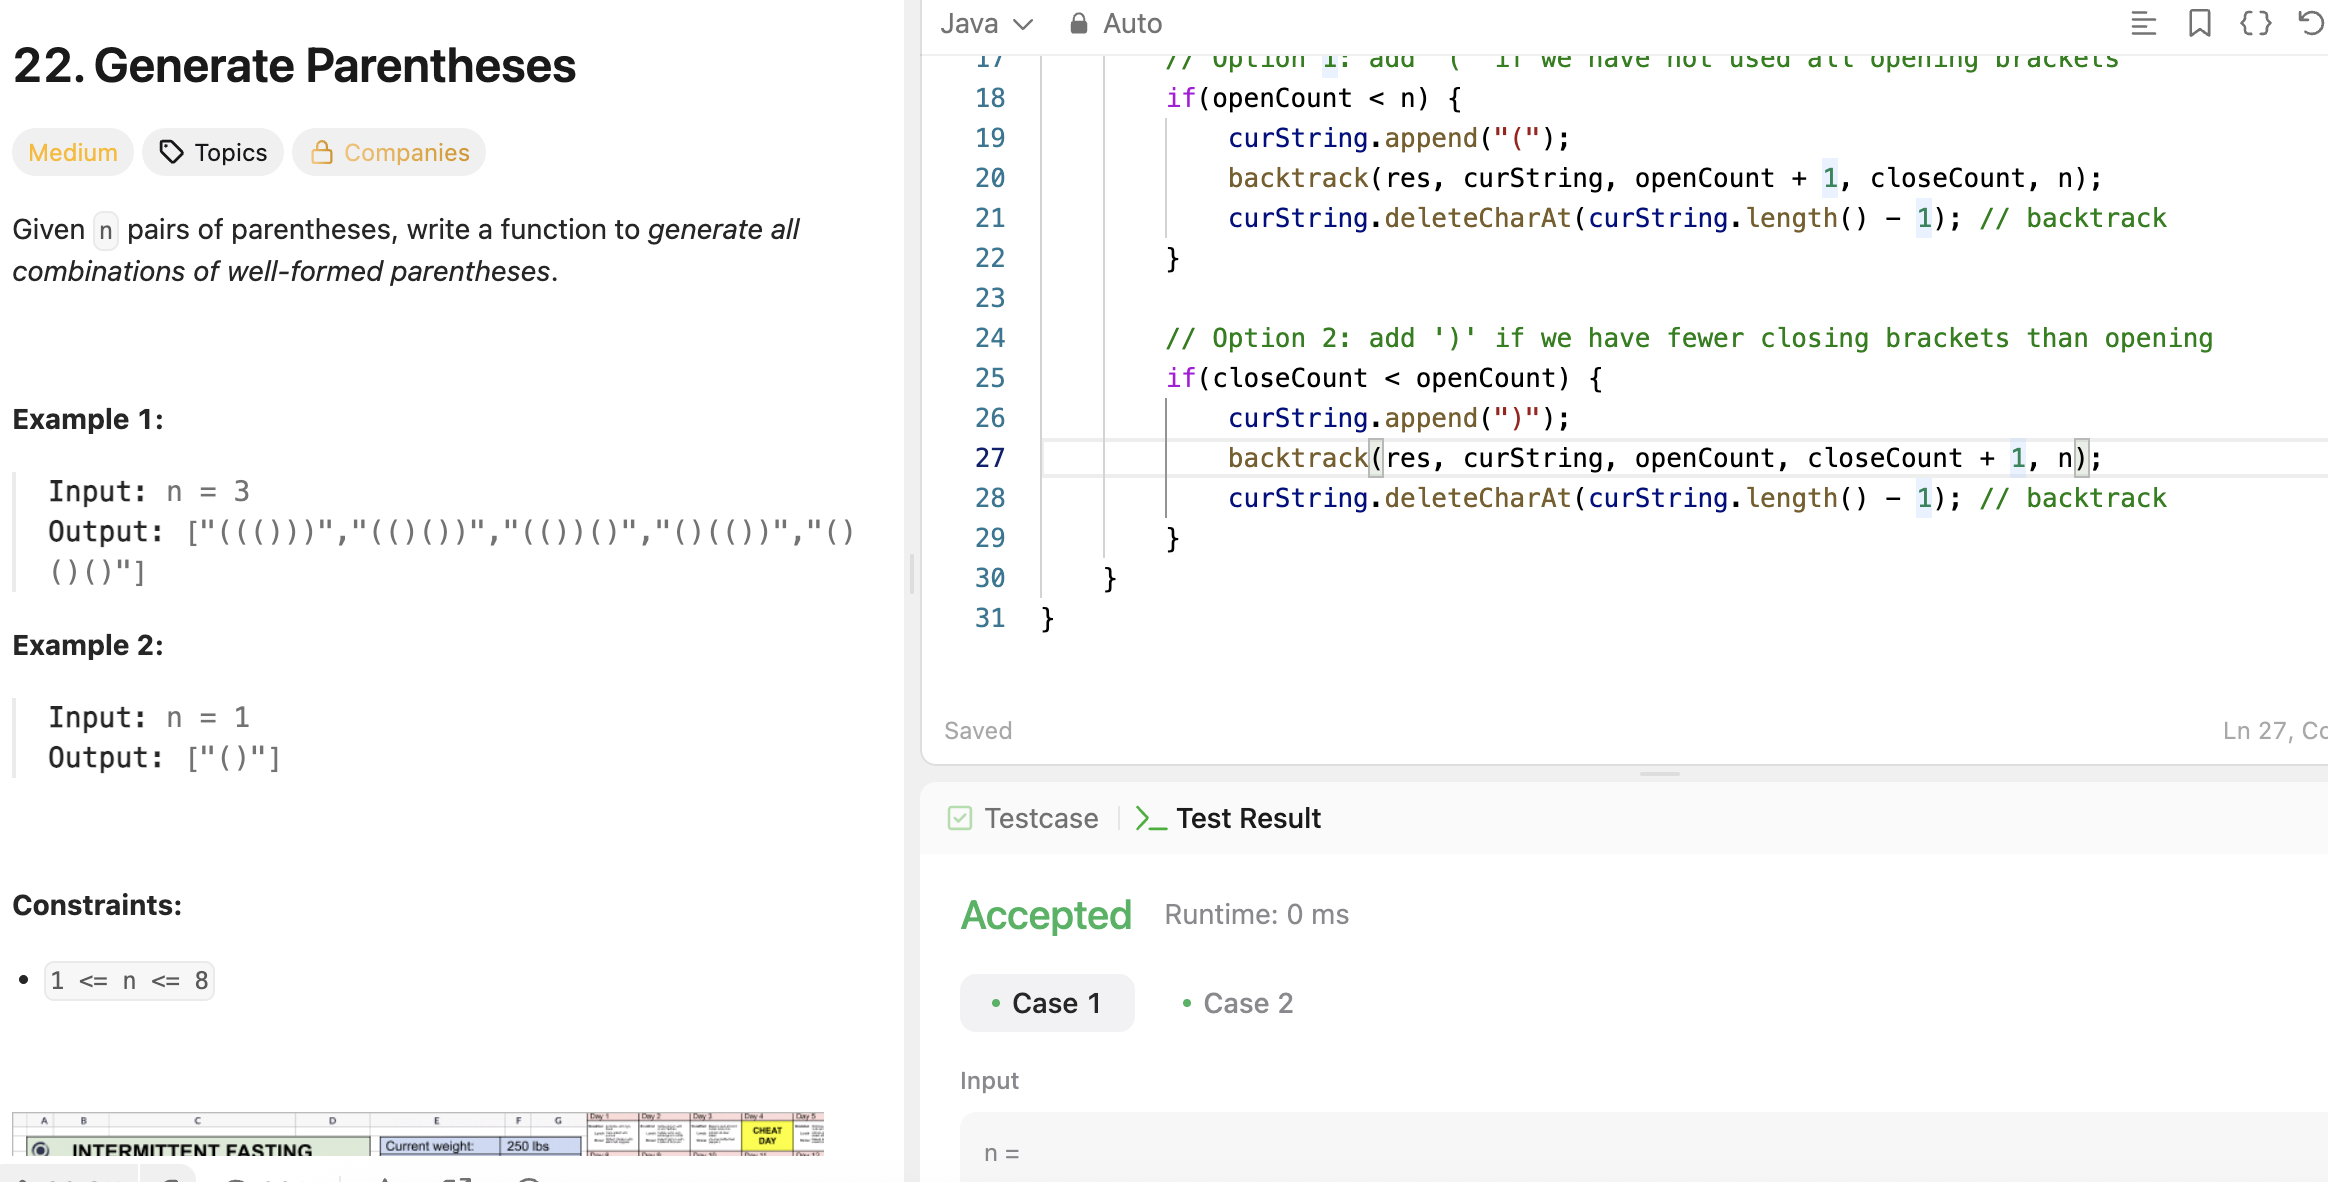 22. Generate Parentheses
Medium
Topics
Companies
Given n pairs of parentheses, write a function to generate all
combinations of well-formed parentheses.
Example 1:
Input: n = 3
Output: ["((()))","(()())","(())()","()(())","()
()()"]
Example 2:
Input: n = 1
Output: ["()"]
Constraints:
• 1 <= n <= 8
A B C D E F G
Day 1 Day 2 Day 3 Day 4 Day 5
INTERMITTENT FASTING
Current weight: 250 lbs
CHEAT
DAY
Java
Auto
17 // Option 1: add '(' if we have not used all opening brackets
18 if(openCount < n) {
19 curString.append("(");
20 backtrack(res, curString, openCount + 1, closeCount, n);
21 curString.deleteCharAt(curString.length() - 1); // backtrack
22 }
23
24 // Option 2: add ')' if we have fewer closing brackets than opening
25 if(closeCount < openCount) {
26 curString.append(")");
27 backtrack(res, curString, openCount, closeCount + 1, n);
28 curString.deleteCharAt(curString.length() - 1); // backtrack
29 }
30 }
31 }
Saved
Ln 27,
Testcase
Test Result
Accepted
Runtime: 0 ms
• Case 1
• Case 2
Input
n =